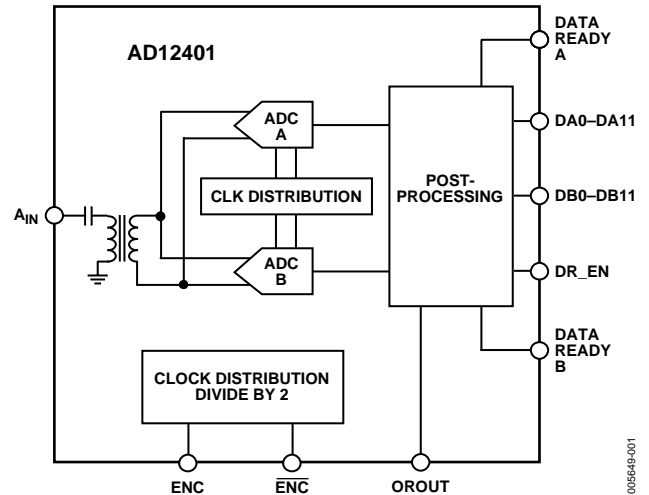 AD12401
DATA
READY
A
ADC
A
DA0–DA11
POST-
PROCESSING
CLK DISTRIBUTION
DB0–DB11
AIN
ADC
B
DR_EN
DATA
READY
B
CLOCK DISTRIBUTION
DIVIDE BY 2
ENC
ENC
OROUT
005649-001